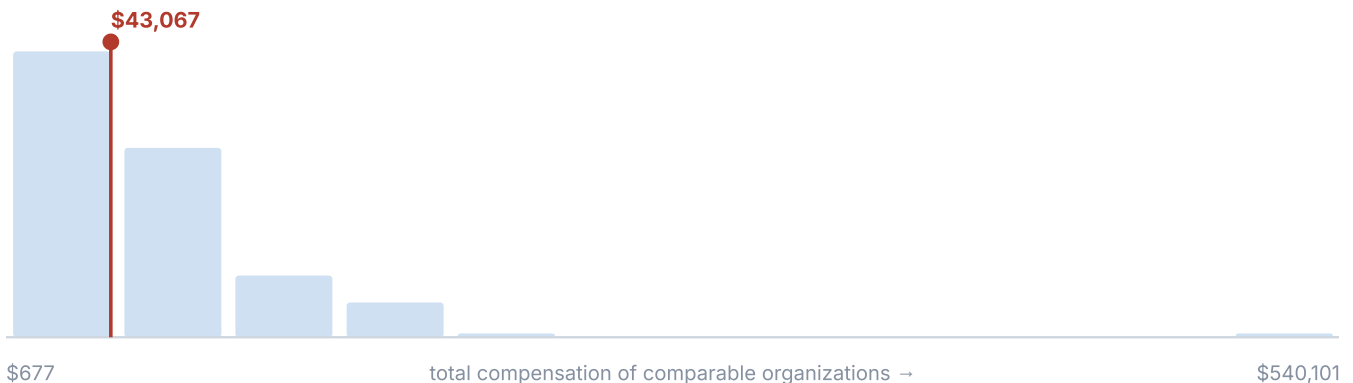 $43,067
$677 total compensation of comparable organizations → $540,101